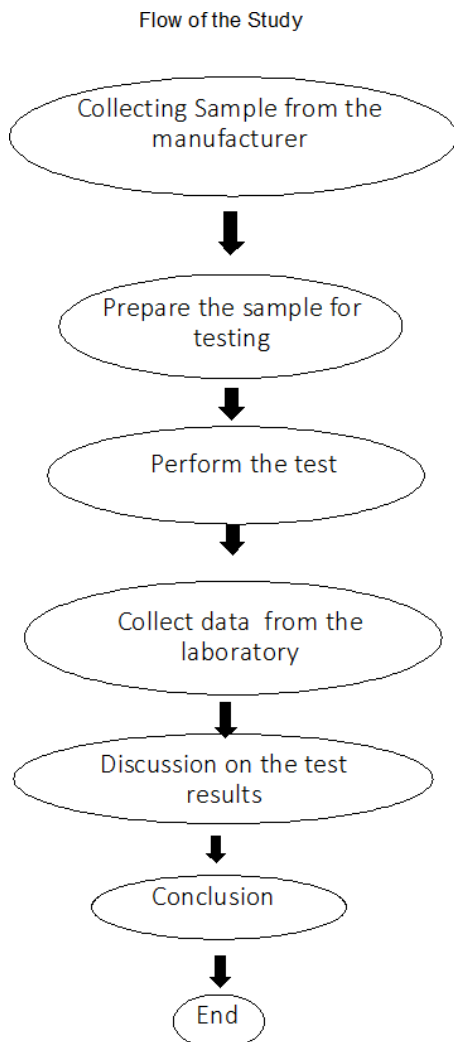 Flow of the Study
Collecting Sample from the
manufacturer
Prepare the sample for
testing
Perform the test
Collect data  from the
laboratory
Discussion on the test
results
Conclusion
End